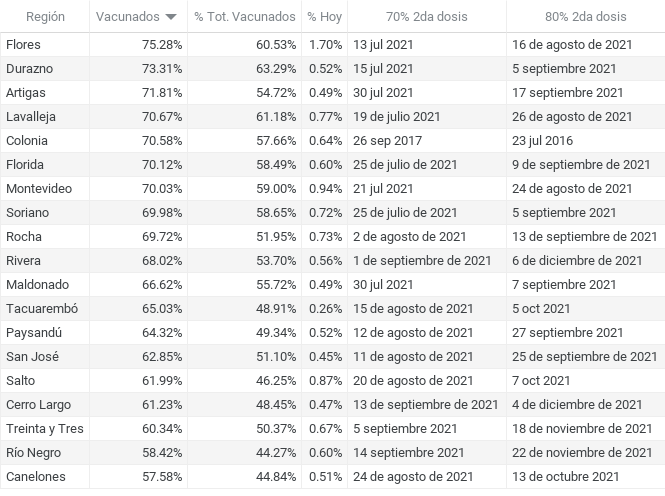 Región Vacunados % Tot. Vacunados % Hoy 70% 2da dosis 80% 2da dosis
Flores 75.28% 60.53% 1.70% 13 jul 2021 16 de agosto de 2021
Durazno 73.31% 63.29% 0.52% 15 jul 2021 5 septiembre 2021
Artigas 71.81% 54.72% 0.49% 30 jul 2021 17 septiembre 2021
Lavalleja 70.67% 61.18% 0.77% 19 de julio 2021 26 de agosto de 2021
Colonia 70.58% 57.66% 0.64% 26 sep 2017 23 jul 2016
Florida 70.12% 58.49% 0.60% 25 de julio de 2021 9 de septiembre de 2021
Montevideo 70.03% 59.00% 0.94% 21 jul 2021 24 de agosto de 2021
Soriano 69.98% 58.65% 0.72% 25 de julio de 2021 5 septiembre 2021
Rocha 69.72% 51.95% 0.73% 2 de agosto de 2021 13 de septiembre de 2021
Rivera 68.02% 53.70% 0.56% 1 de septiembre de 2021 6 de diciembre de 2021
Maldonado 66.62% 55.72% 0.49% 30 jul 2021 7 septiembre 2021
Tacuarembó 65.03% 48.91% 0.26% 15 de agosto de 2021 5 oct 2021
Paysandú 64.32% 49.34% 0.52% 12 de agosto de 2021 27 septiembre 2021
San José 62.85% 51.10% 0.45% 11 de agosto de 2021 25 de septiembre de 2021
Salto 61.99% 46.25% 0.87% 20 de agosto de 2021 7 oct 2021
Cerro Largo 61.23% 48.45% 0.47% 13 de septiembre de 2021 4 de diciembre de 2021
Treinta y Tres 60.34% 50.37% 0.67% 5 septiembre 2021 18 de noviembre de 2021
Río Negro 58.42% 44.27% 0.60% 14 septiembre 2021 22 de noviembre de 2021
Canelones 57.58% 44.84% 0.51% 24 de agosto de 2021 13 de octubre de 2021